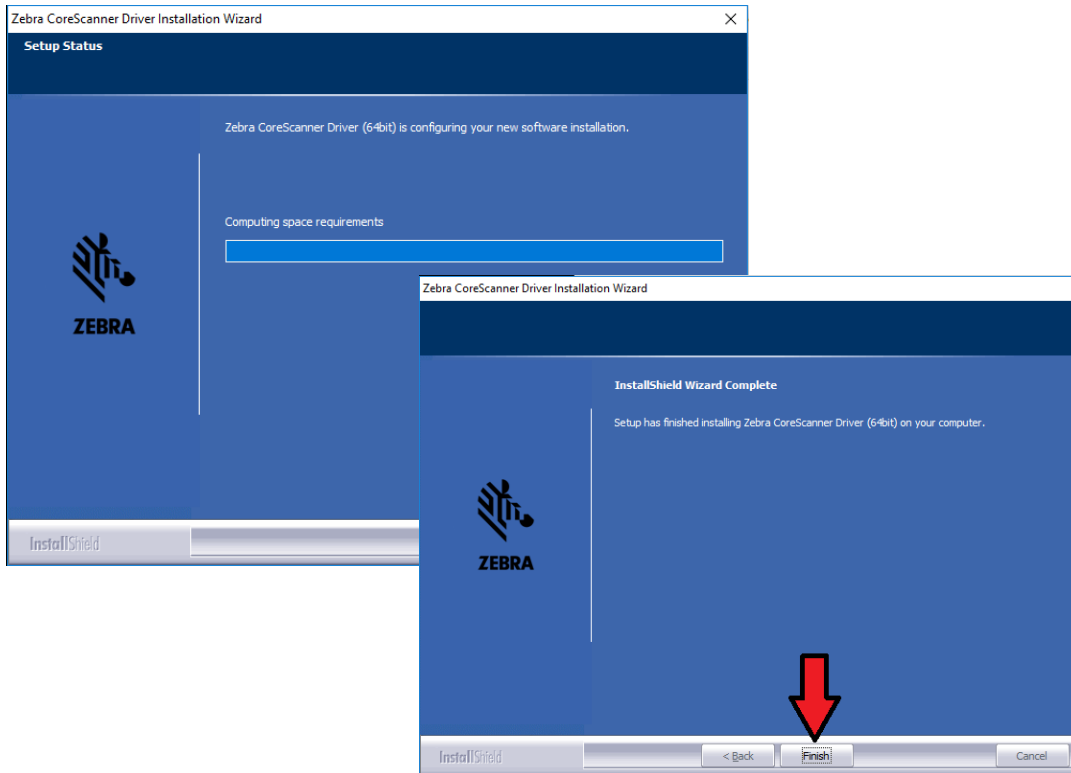 Zebra CoreScanner Driver Installation Wizard
Setup Status
Zebra CoreScanner Driver (64bit) is configuring your new software installation.
Computing space requirements
ZEBRA
InstallShield
Zebra CoreScanner Driver Installation Wizard
InstallShield Wizard Complete
Setup has finished installing Zebra CoreScanner Driver (64bit) on your computer.
ZEBRA
InstallShield
< Back
Finish
Cancel